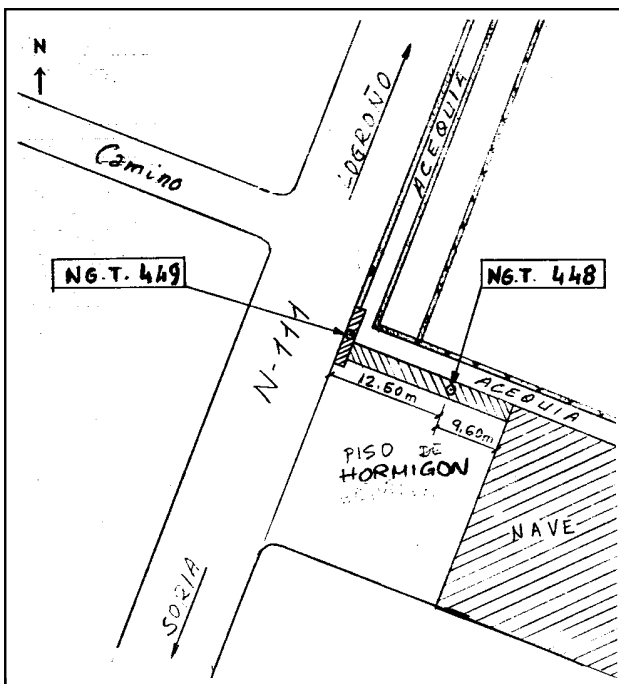 N
LOGROÑO
ACEQUIA
Camino
NG.T. 449
NG.T. 448
N-111
12.50m
9.60m
ACEQUIA
PISO DE
HORMIGON
NAVE
SORIA